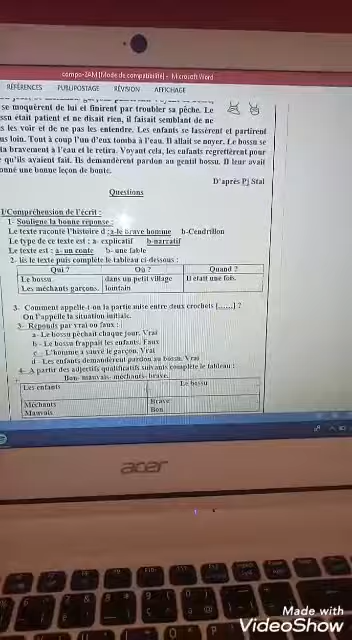 compo-2AM [Mode de compatibilité] - Microsoft Word
RÉFÉRENCES PUBLIPOSTAGE RÉVISION AFFICHAGE
se moquèrent de lui et finirent par troubler sa pêche. Le
ssu était patient et ne disait rien, il faisait semblant de ne
s les voir et de ne pas les entendre. Les enfants se lassèrent et partirent
us loin. Tout à coup l'un d'eux tomba à l'eau. Il allait se noyer. Le bossu se
ta bravement à l'eau et le retira. Voyant cela, les enfants regrettèrent pour
qu'ils avaient fait. Ils demandèrent pardon au gentil bossu. Il leur avait
onné une bonne leçon de bonté.
D'après Pj Stal
Questions
I/Compréhension de l'écrit :
1- Souligne la bonne réponse :
Le texte raconte l'histoire d : a-le brave homme b-Cendrillon
Le type de ce texte est : a- explicatif b-narratif
Le texte est : a- un conte b- une fable
2- lis le texte puis complète le tableau ci-dessous :
Qui ? Où ? Quand ?
Le bossu dans un petit village Il était une fois.
Les méchants garçons. lointain
3- Comment appelle-t-on la partie mise entre deux crochets [......] ?
On l'appelle la situation initiale.
3- Réponds par vrai ou faux :
a- Le bossu pêchait chaque jour. Vrai
b- Le bossu frappait les enfants. Faux
c- L'homme a sauvé le garçon. Vrai
d- Les enfants demandèrent pardon au bossu. Vrai
4- A partir des adjectifs qualificatifs suivants complète le tableau :
Bon- mauvais- méchants- brave.
Les enfants Le bossu
Méchants Brave
Mauvais Bon
acer
Made with
VideoShow